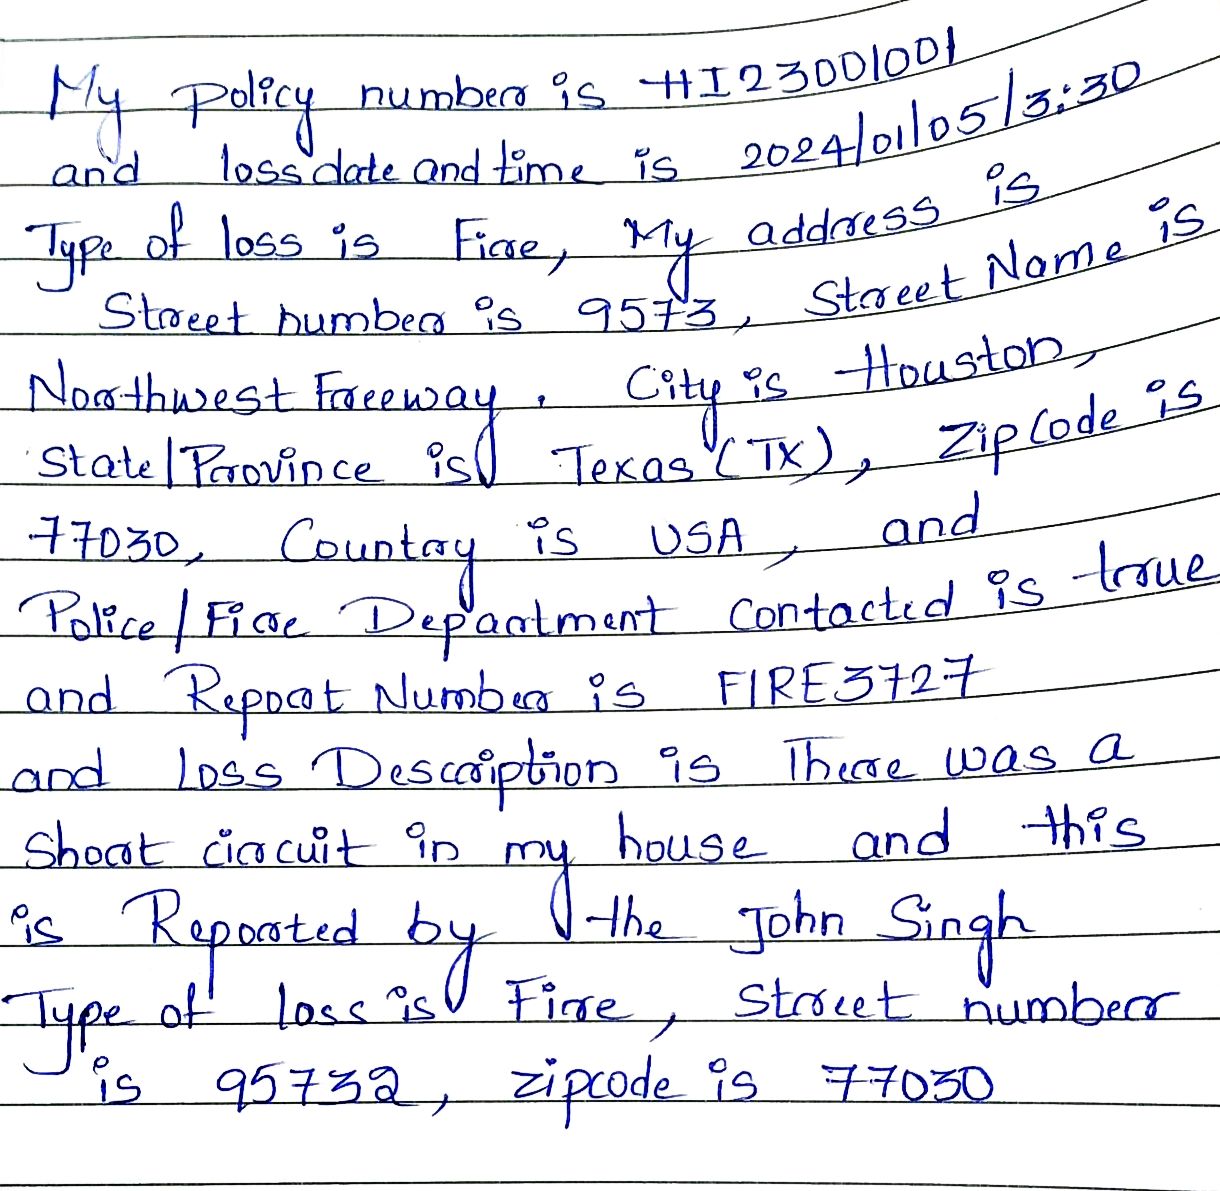 My policy number is HI23001001
and loss date and time is 2024/01/05/3:30
Type of loss is Fire, My address is
Street number is 9573, Street Name is
Northwest Freeway, City is Houston,
State/Province is Texas (TX), Zip Code is
77030, Country is USA, and
Police/Fire Department Contacted is true
and Report Number is FIRE3727
and Loss Description is There was a
Short circuit in my house and this
is Reported by the John Singh
Type of loss is Fire, Street number
is 95732, zipcode is 77030